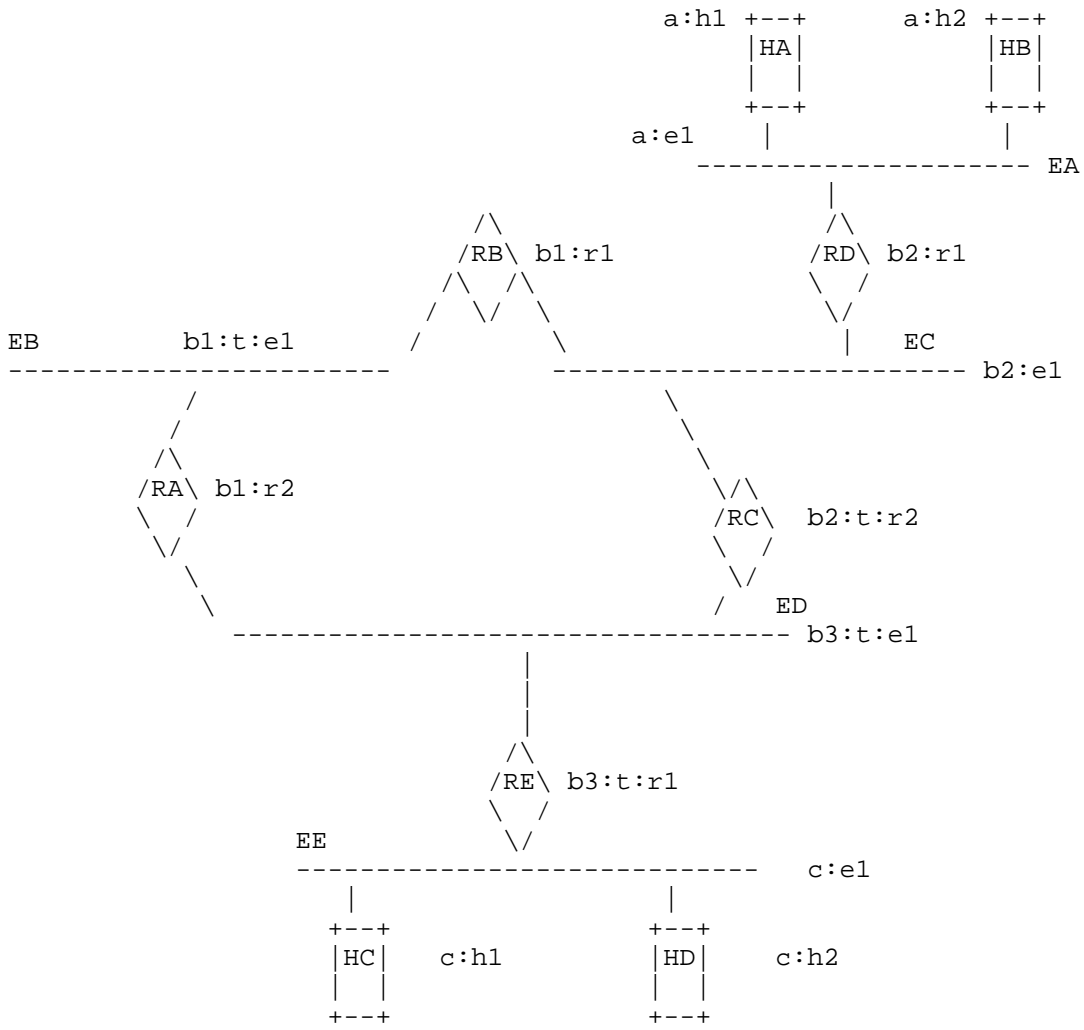 a:h1 a:h2
HA HB
a:e1
EA
RB b1:r1 RD b2:r1
EB b1:t:e1 EC
b2:e1
RA b1:r2
RC b2:t:r2
ED
b3:t:e1
RE b3:t:r1
EE
c:e1
HC c:h1 HD c:h2